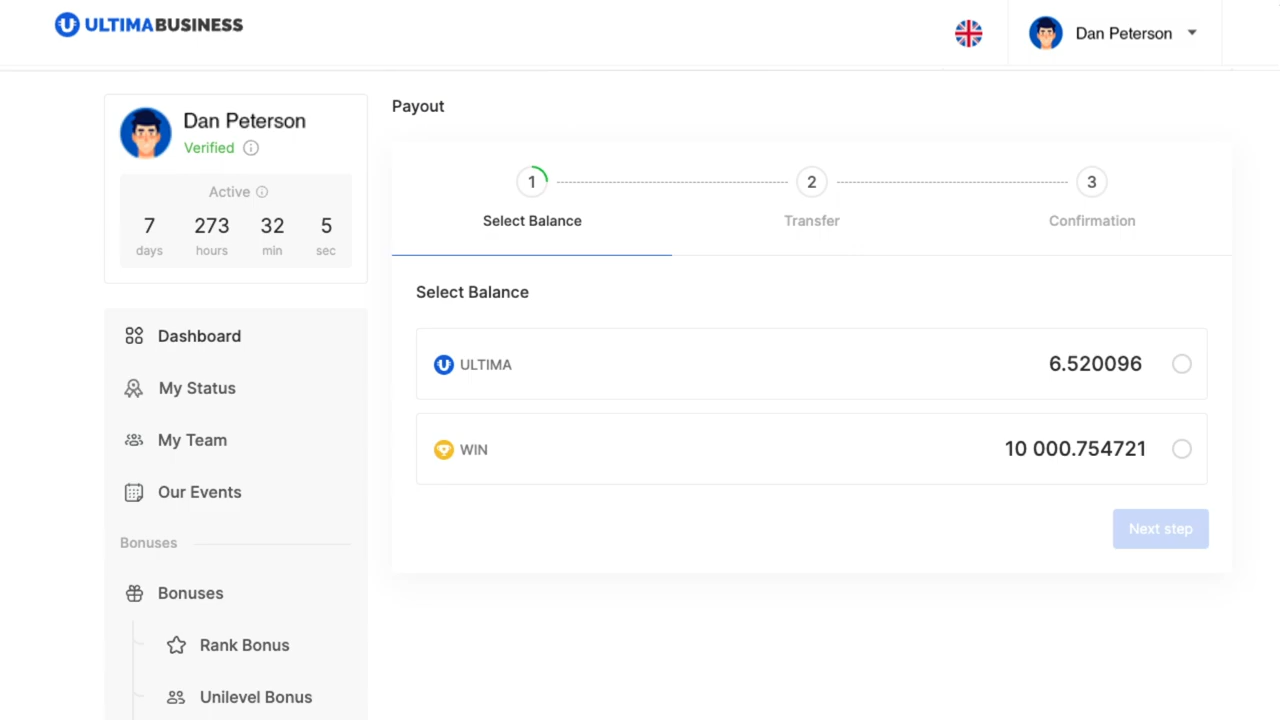 ULTIMABUSINESS
Dan Peterson
Dan Peterson
Verified
Active
7 273 32 5
days hours min sec
Dashboard
My Status
My Team
Our Events
Bonuses
Bonuses
Rank Bonus
Unilevel Bonus
Payout
1 2 3
Select Balance Transfer Confirmation
Select Balance
ULTIMA 6.520096
WIN 10 000.754721
Next step